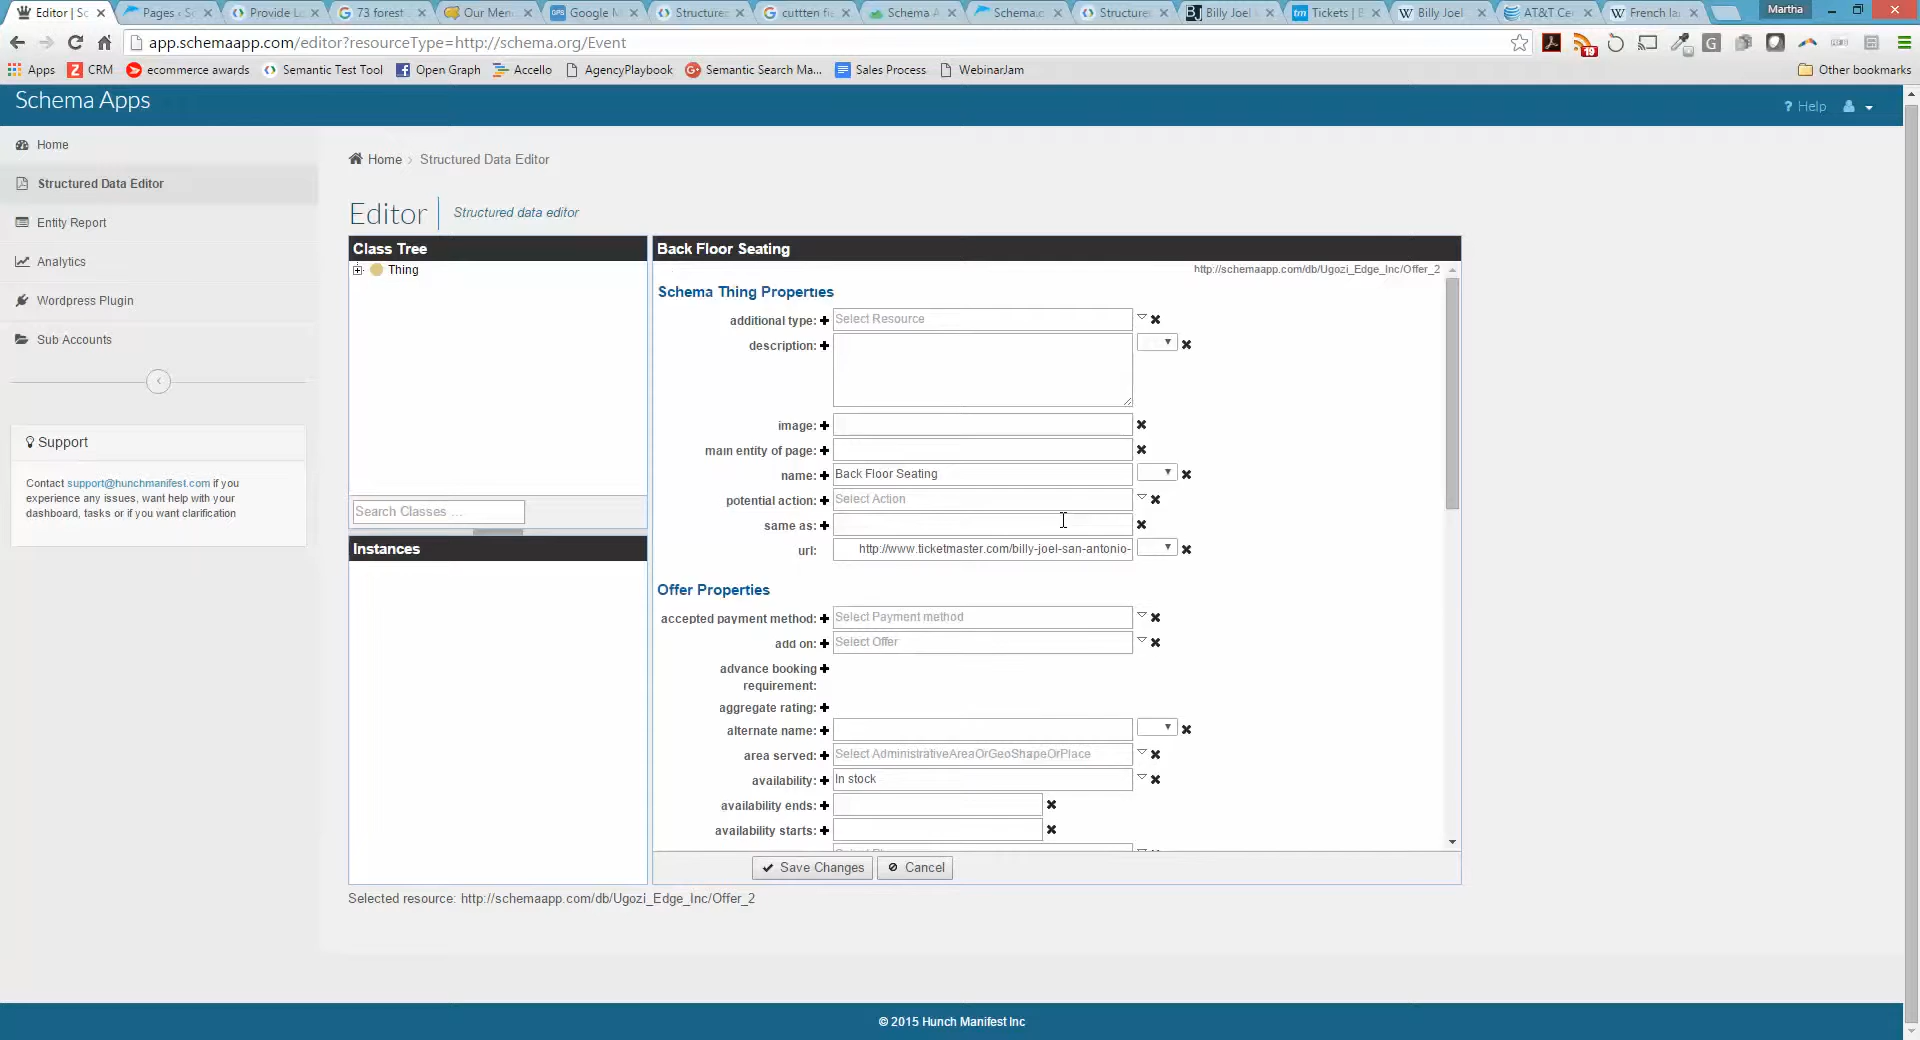 Editor | Sc
Pages ‹ Sc
Provide Lo
73 forest
Our Men
Google M
Structure
cuttten fi
Schema A
Schema.c
Structure
Billy Joel
Tickets | B
Billy Joel
AT&T Ce
French la
Martha
app.schemaapp.com/editor?resourceType=http://schema.org/Event
19
Apps
CRM
ecommerce awards
Semantic Test Tool
Open Graph
Accello
AgencyPlaybook
Semantic Search Ma...
Sales Process
WebinarJam
Other bookmarks
Schema Apps
? Help
Home
Structured Data Editor
Entity Report
Analytics
Wordpress Plugin
Sub Accounts
Support
Contact support@hunchmanifest.com if you
experience any issues, want help with your
dashboard, tasks or if you want clarification
Home › Structured Data Editor
Editor
Structured data editor
Class Tree
Thing
Search Classes ...
Instances
Back Floor Seating
http://schemaapp.com/db/Ugozi_Edge_Inc/Offer_2
Schema Thing Properties
additional type: Select Resource
description:
image:
main entity of page:
name: Back Floor Seating
potential action: Select Action
same as:
url: http://www.ticketmaster.com/billy-joel-san-antonio-
Offer Properties
accepted payment method: Select Payment method
add on: Select Offer
advance booking
requirement:
aggregate rating:
alternate name:
area served: Select AdministrativeAreaOrGeoShapeOrPlace
availability: In stock
availability ends:
availability starts:
Save Changes
Cancel
Selected resource: http://schemaapp.com/db/Ugozi_Edge_Inc/Offer_2
© 2015 Hunch Manifest Inc